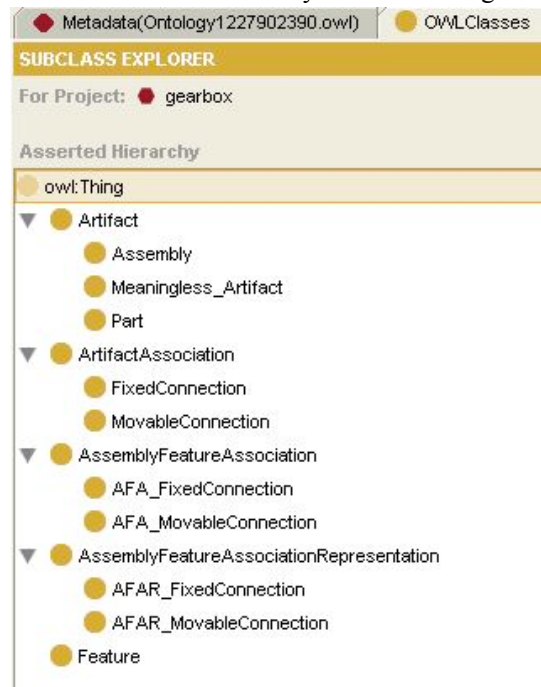 Metadata(Ontology1227902390.owl) OWLClasses
SUBCLASS EXPLORER
For Project: gearbox
Asserted Hierarchy
owl:Thing
Artifact
Assembly
Meaningless_Artifact
Part
ArtifactAssociation
FixedConnection
MovableConnection
AssemblyFeatureAssociation
AFA_FixedConnection
AFA_MovableConnection
AssemblyFeatureAssociationRepresentation
AFAR_FixedConnection
AFAR_MovableConnection
Feature